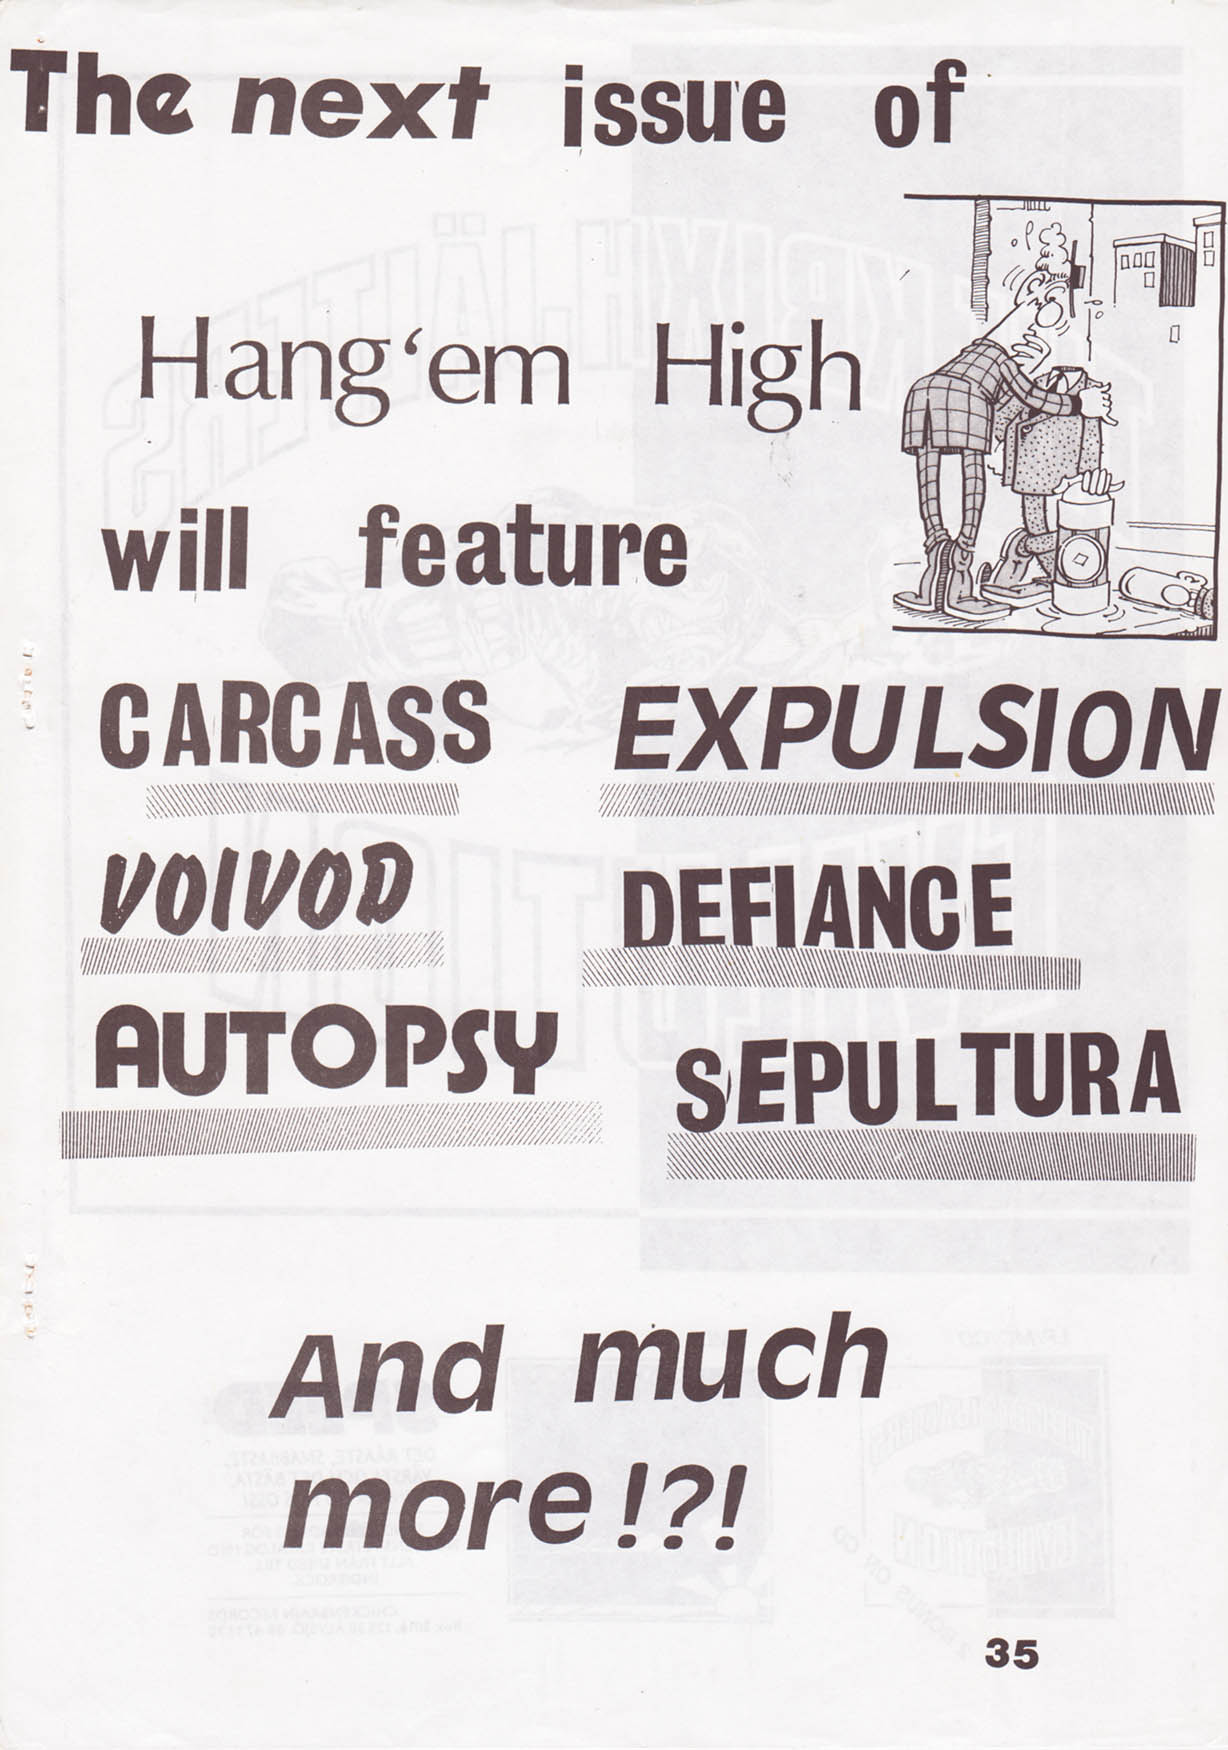 The next issue of
Hang 'em High
will feature
CARCASS EXPULSION
VOIVOD DEFIANCE
AUTOPSY SEPULTURA
And much
more!?!
35